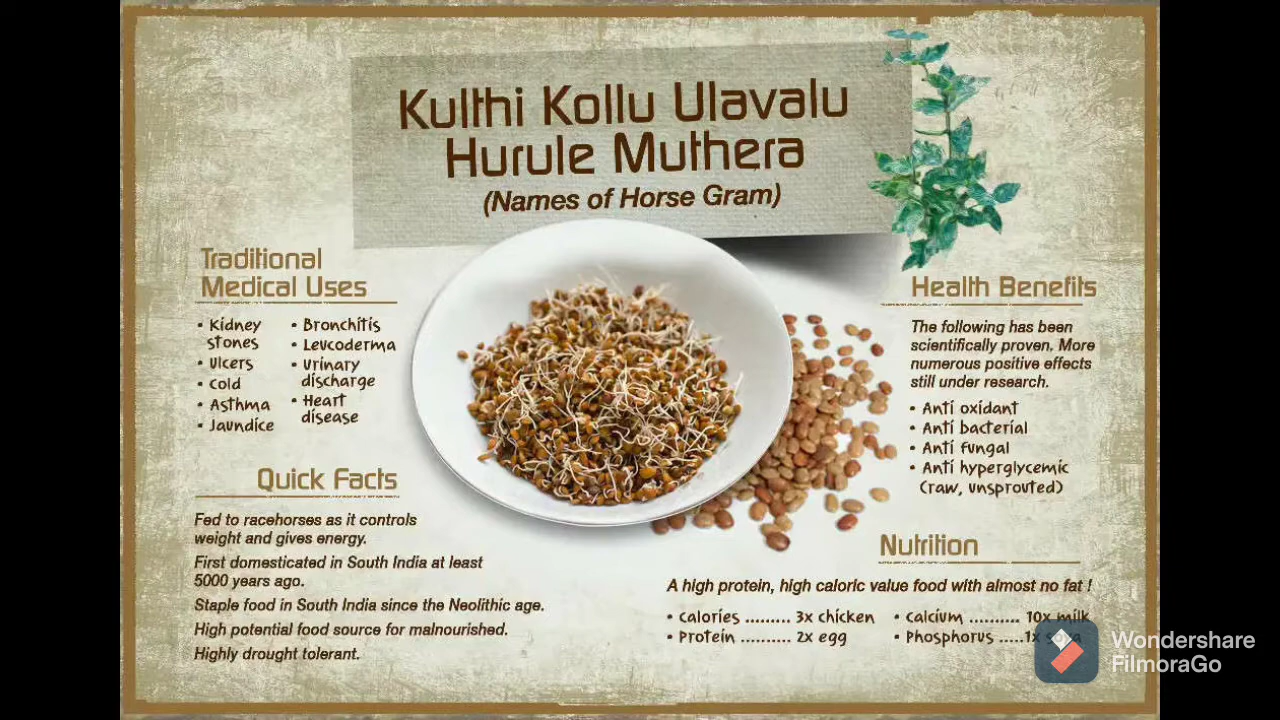 Kulthi Kollu Ulavalu
Hurule Muthera
(Names of Horse Gram)
Traditional
Medical Uses
• Kidney
stones
• Ulcers
• Cold
• Asthma
• Jaundice
• Bronchitis
• Leucoderma
• Urinary
discharge
• Heart
disease
Quick Facts
Fed to racehorses as it controls
weight and gives energy.
First domesticated in South India at least
5000 years ago.
Staple food in South India since the Neolithic age.
High potential food source for malnourished.
Highly drought tolerant.
Health Benefits
The following has been
scientifically proven. More
numerous positive effects
still under research.
• Anti oxidant
• Anti bacterial
• Anti fungal
• Anti hyperglycemic
(raw, unsprouted)
Nutrition
A high protein, high caloric value food with almost no fat !
• Calories ......... 3x chicken
• Protein .......... 2x egg
• Calcium .......... 10x milk
• Phosphorus .....1x
Wondershare
FilmoraGo